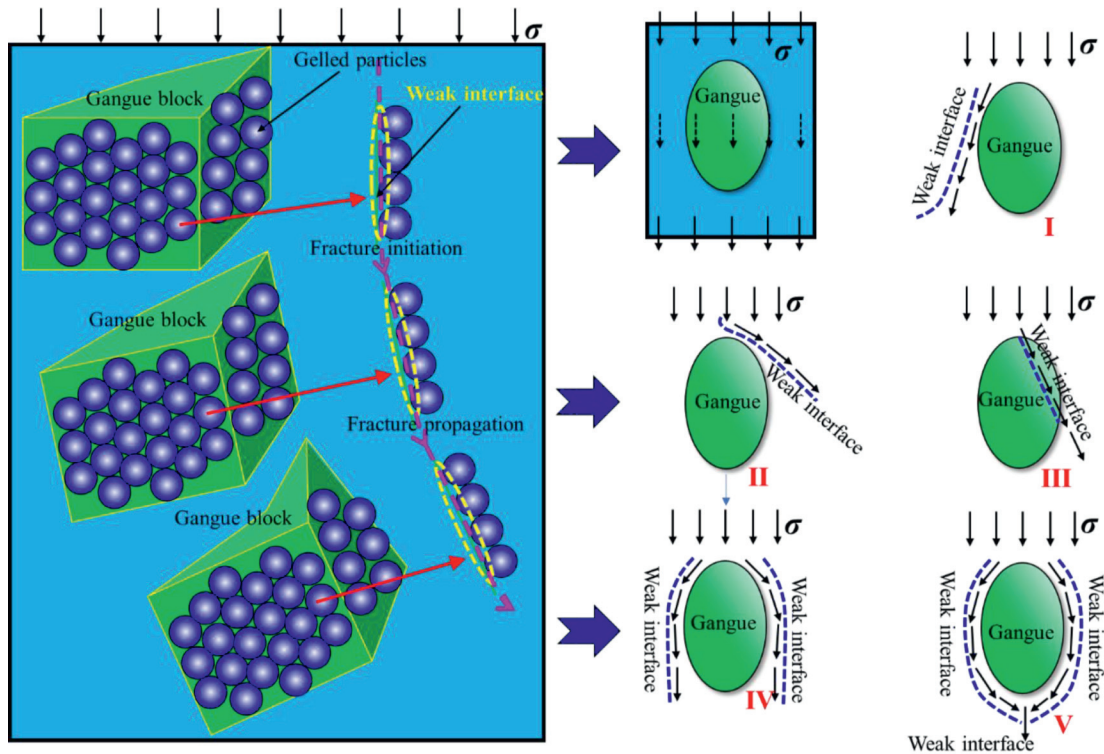 σ
Gelled particles
Gangue block
Weak interface
Fracture initiation
Gangue block
Fracture propagation
Gangue block
σ
Gangue
σ
Weak interface
Gangue
I
σ
Gangue
Weak interface
II
σ
Weak interface
Gangue
III
σ
Weak interface
Gangue
Weak interface
IV
σ
Weak interface
Gangue
Weak interface
V
Weak interface